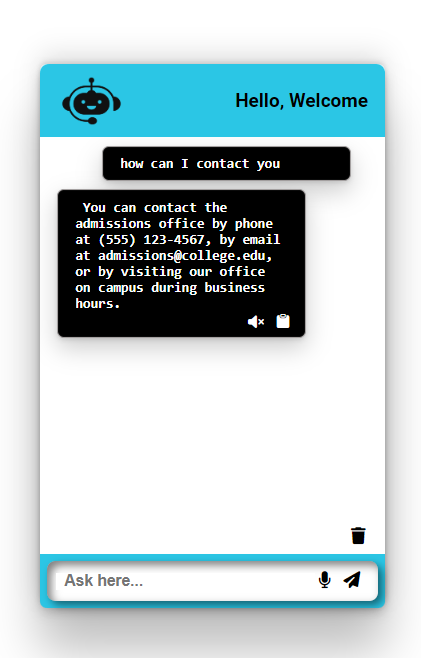 Hello, Welcome
how can I contact you
You can contact the
admissions office by phone
at (555) 123-4567, by email
at admissions@college.edu,
or by visiting our office
on campus during business
hours.
Ask here...